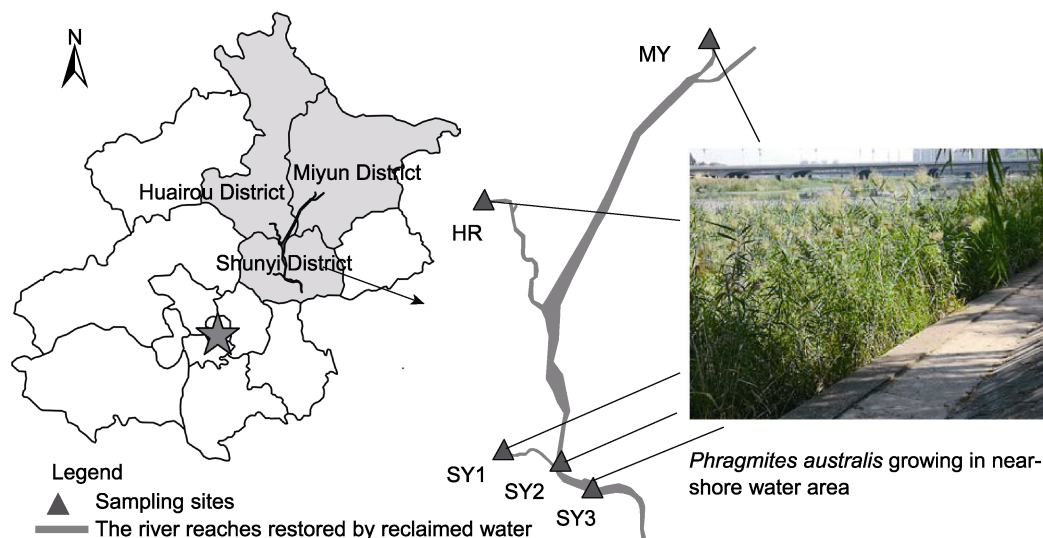 N
MY
Miyun District
Huairou District
HR
Shunyi District
Legend
Sampling sites
The river reaches restored by reclaimed water
SY1
SY2
SY3
Phragmites australis growing in near-
shore water area